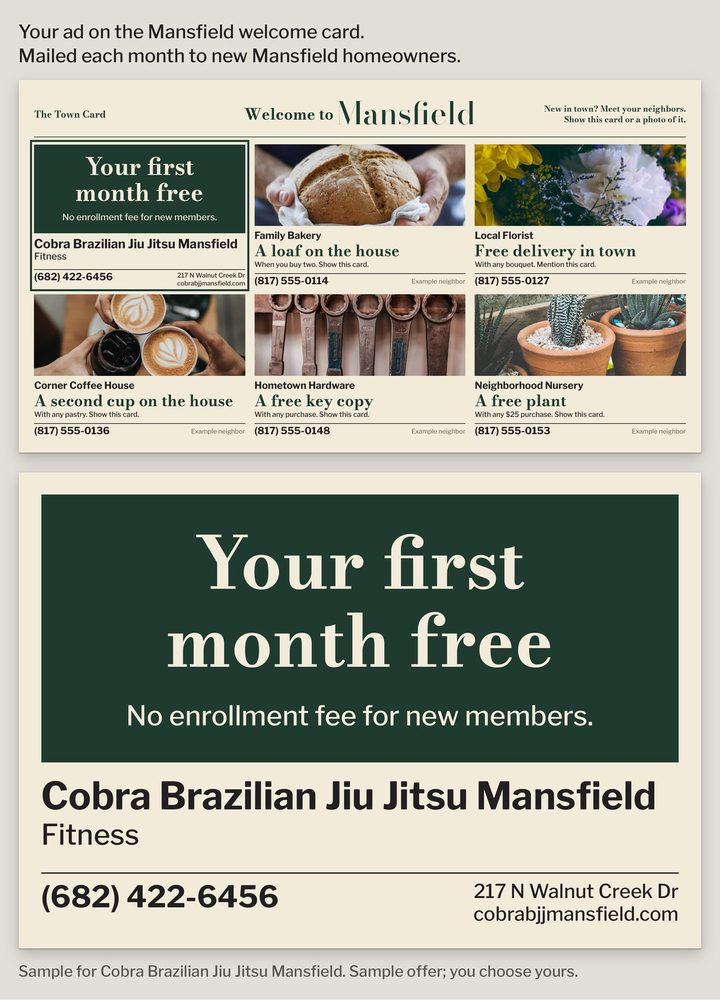 Your ad on the Mansfield welcome card.
Mailed each month to new Mansfield homeowners.
The Town Card
Welcome to Mansfield
New in town? Meet your neighbors.
Show this card or a photo of it.
Your first
month free
No enrollment fee for new members.
Cobra Brazilian Jiu Jitsu Mansfield
Fitness
(682) 422-6456
217 N Walnut Creek Dr
cobrabjjmansfield.com
Family Bakery
A loaf on the house
When you buy two. Show this card.
(817) 555-0114
Example neighbor
Local Florist
Free delivery in town
With any bouquet. Mention this card.
(817) 555-0127
Example neighbor
Corner Coffee House
A second cup on the house
With any pastry. Show this card.
(817) 555-0136
Example neighbor
Hometown Hardware
A free key copy
With any purchase. Show this card.
(817) 555-0148
Example neighbor
Neighborhood Nursery
A free plant
With any $25 purchase. Show this card.
(817) 555-0153
Example neighbor
Your first
month free
No enrollment fee for new members.
Cobra Brazilian Jiu Jitsu Mansfield
Fitness
(682) 422-6456
217 N Walnut Creek Dr
cobrabjjmansfield.com
Sample for Cobra Brazilian Jiu Jitsu Mansfield. Sample offer; you choose yours.